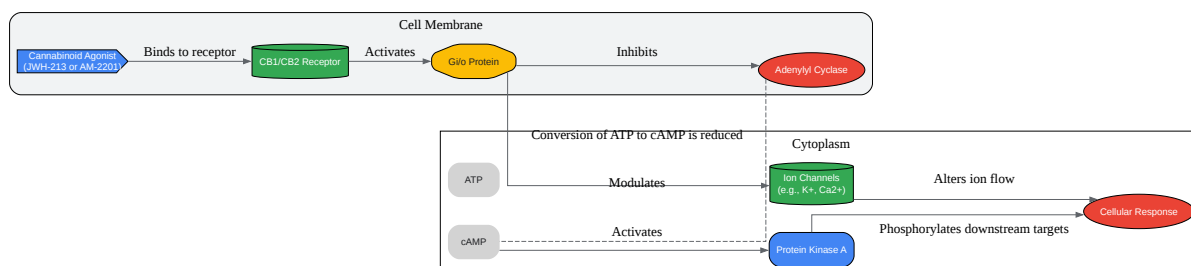 Cell Membrane
Cannabinoid Agonist
(JWH-213 or AM-2201)
Binds to receptor
CB1/CB2 Receptor
Activates
Gi/o Protein
Inhibits
Adenylyl Cyclase
Conversion of ATP to cAMP is reduced
Cytoplasm
ATP
Modulates
Ion Channels
(e.g., K+, Ca2+)
Alters ion flow
Cellular Response
cAMP
Activates
Protein Kinase A
Phosphorylates downstream targets